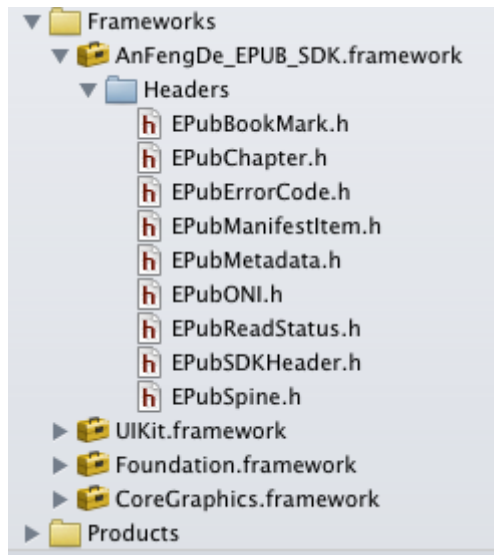 Frameworks
AnFengDe_EPUB_SDK.framework
Headers
EPubBookMark.h
EPubChapter.h
EPubErrorCode.h
EPubManifestItem.h
EPubMetadata.h
EPubONI.h
EPubReadStatus.h
EPubSDKHeader.h
EPubSpine.h
UIKit.framework
Foundation.framework
CoreGraphics.framework
Products